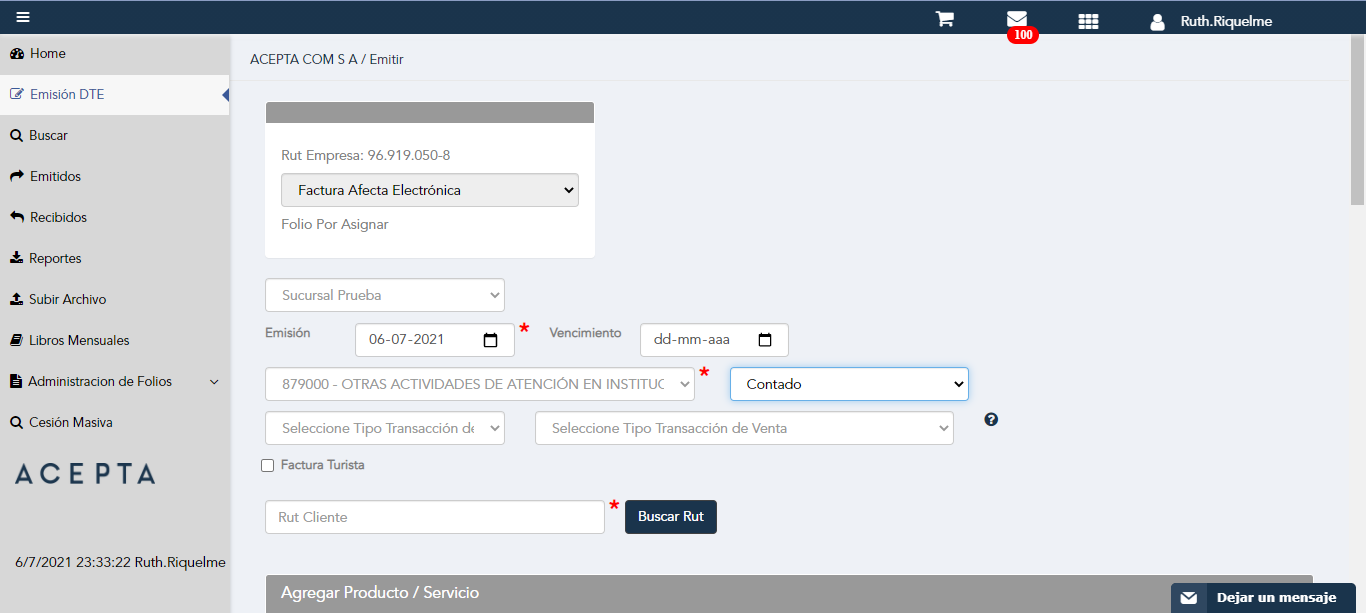 100
Ruth.Riquelme
Home
Emisión DTE
Buscar
Emitidos
Recibidos
Reportes
Subir Archivo
Libros Mensuales
Administracion de Folios
Cesión Masiva
ACEPTA
6/7/2021 23:33:22 Ruth.Riquelme
ACEPTA COM S A / Emitir
Rut Empresa: 96.919.050-8
Factura Afecta Electrónica
Folio Por Asignar
Sucursal Prueba
Emisión 06-07-2021 * Vencimiento dd-mm-aaa
879000 - OTRAS ACTIVIDADES DE ATENCIÓN EN INSTITUC * Contado
Seleccione Tipo Transacción de Seleccione Tipo Transacción de Venta ?
Factura Turista
Rut Cliente * Buscar Rut
Agregar Producto / Servicio
Dejar un mensaje